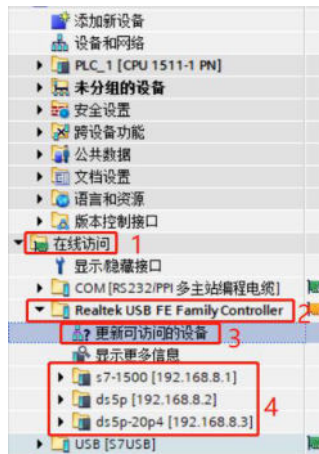 添加新设备
设备和网络
PLC_1 [CPU 1511-1 PN]
未分组的设备
安全设置
跨设备功能
公共数据
文档设置
语言和资源
版本控制接口
在线访问 1
显示/隐藏接口
COM [RS232/PPI 多主站编程电缆]
Realtek USB FE Family Controller 2
更新可访问的设备 3
显示更多信息
s7-1500 [192.168.8.1]
ds5p [192.168.8.2] 4
ds5p-20p4 [192.168.8.3]
USB [S7USB]